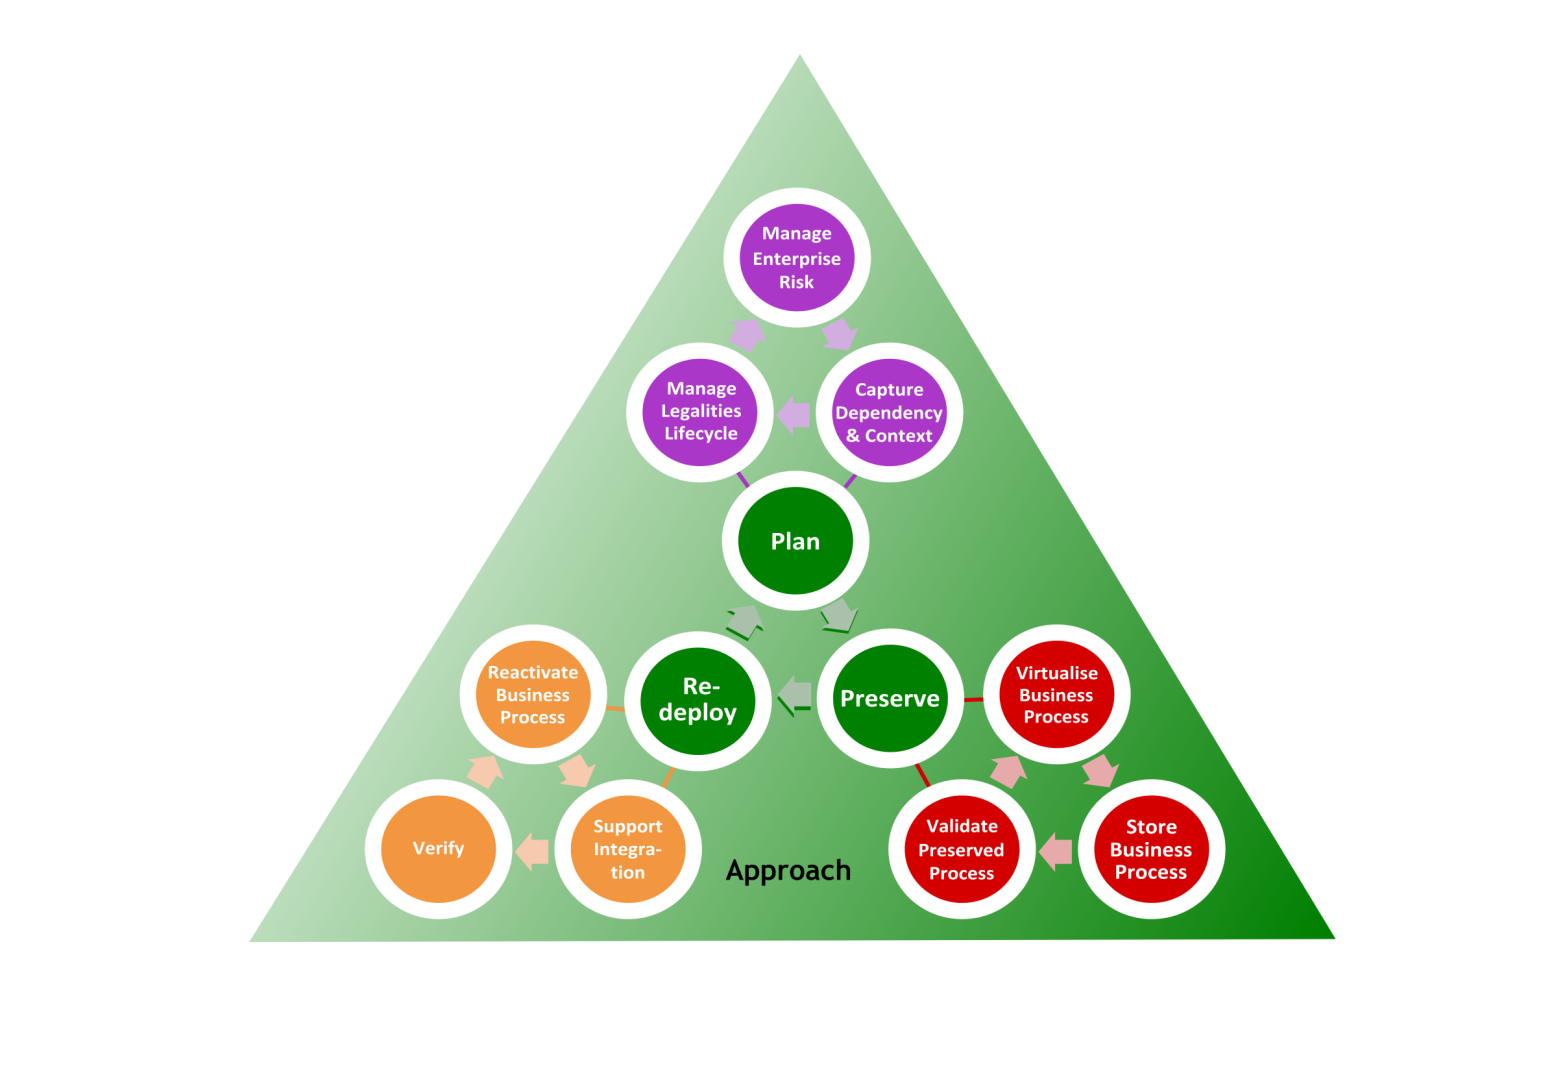 Manage
Enterprise
Risk
Manage
Legalities
Lifecycle
Capture
Dependency
& Context
Plan
Re-
deploy
Preserve
Reactivate
Business
Process
Virtualise
Business
Process
Verify
Support
Integra-
tion
Approach
Validate
Preserved
Process
Store
Business
Process